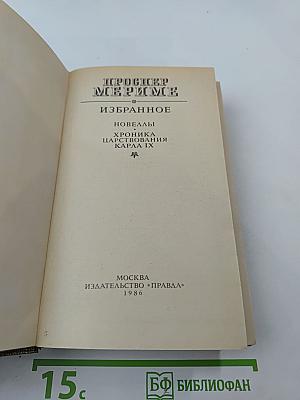 ПРОСПЕР
МЕРИМЕ
ИЗБРАННОЕ
НОВЕЛЛЫ
ХРОНИКА
ЦАРСТВОВАНИЯ
КАРЛА IX
МОСКВА
ИЗДАТЕЛЬСТВО «ПРАВДА»
1986
15с
БФ БИБЛИОФАН